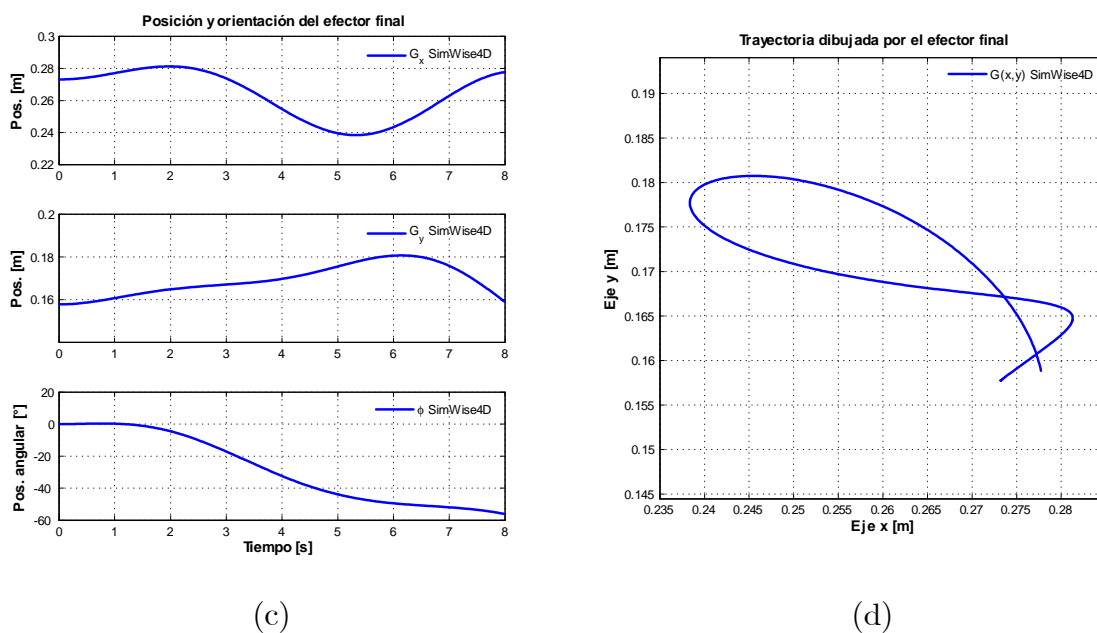 Posición y orientación del efector final
0.3
0.28
0.26
0.24
0.22
Pos. [m]
G_x SimWise4D
0 1 2 3 4 5 6 7 8
0.2
0.18
0.16
Pos. [m]
G_y SimWise4D
0 1 2 3 4 5 6 7 8
20
0
-20
-40
-60
Pos. angular [°]
ϕ SimWise4D
0 1 2 3 4 5 6 7 8
Tiempo [s]
(c)
Trayectoria dibujada por el efector final
G(x,y) SimWise4D
0.19
0.185
0.18
0.175
0.17
0.165
0.16
0.155
0.15
0.145
Eje y [m]
0.235 0.24 0.245 0.25 0.255 0.26 0.265 0.27 0.275 0.28
Eje x [m]
(d)